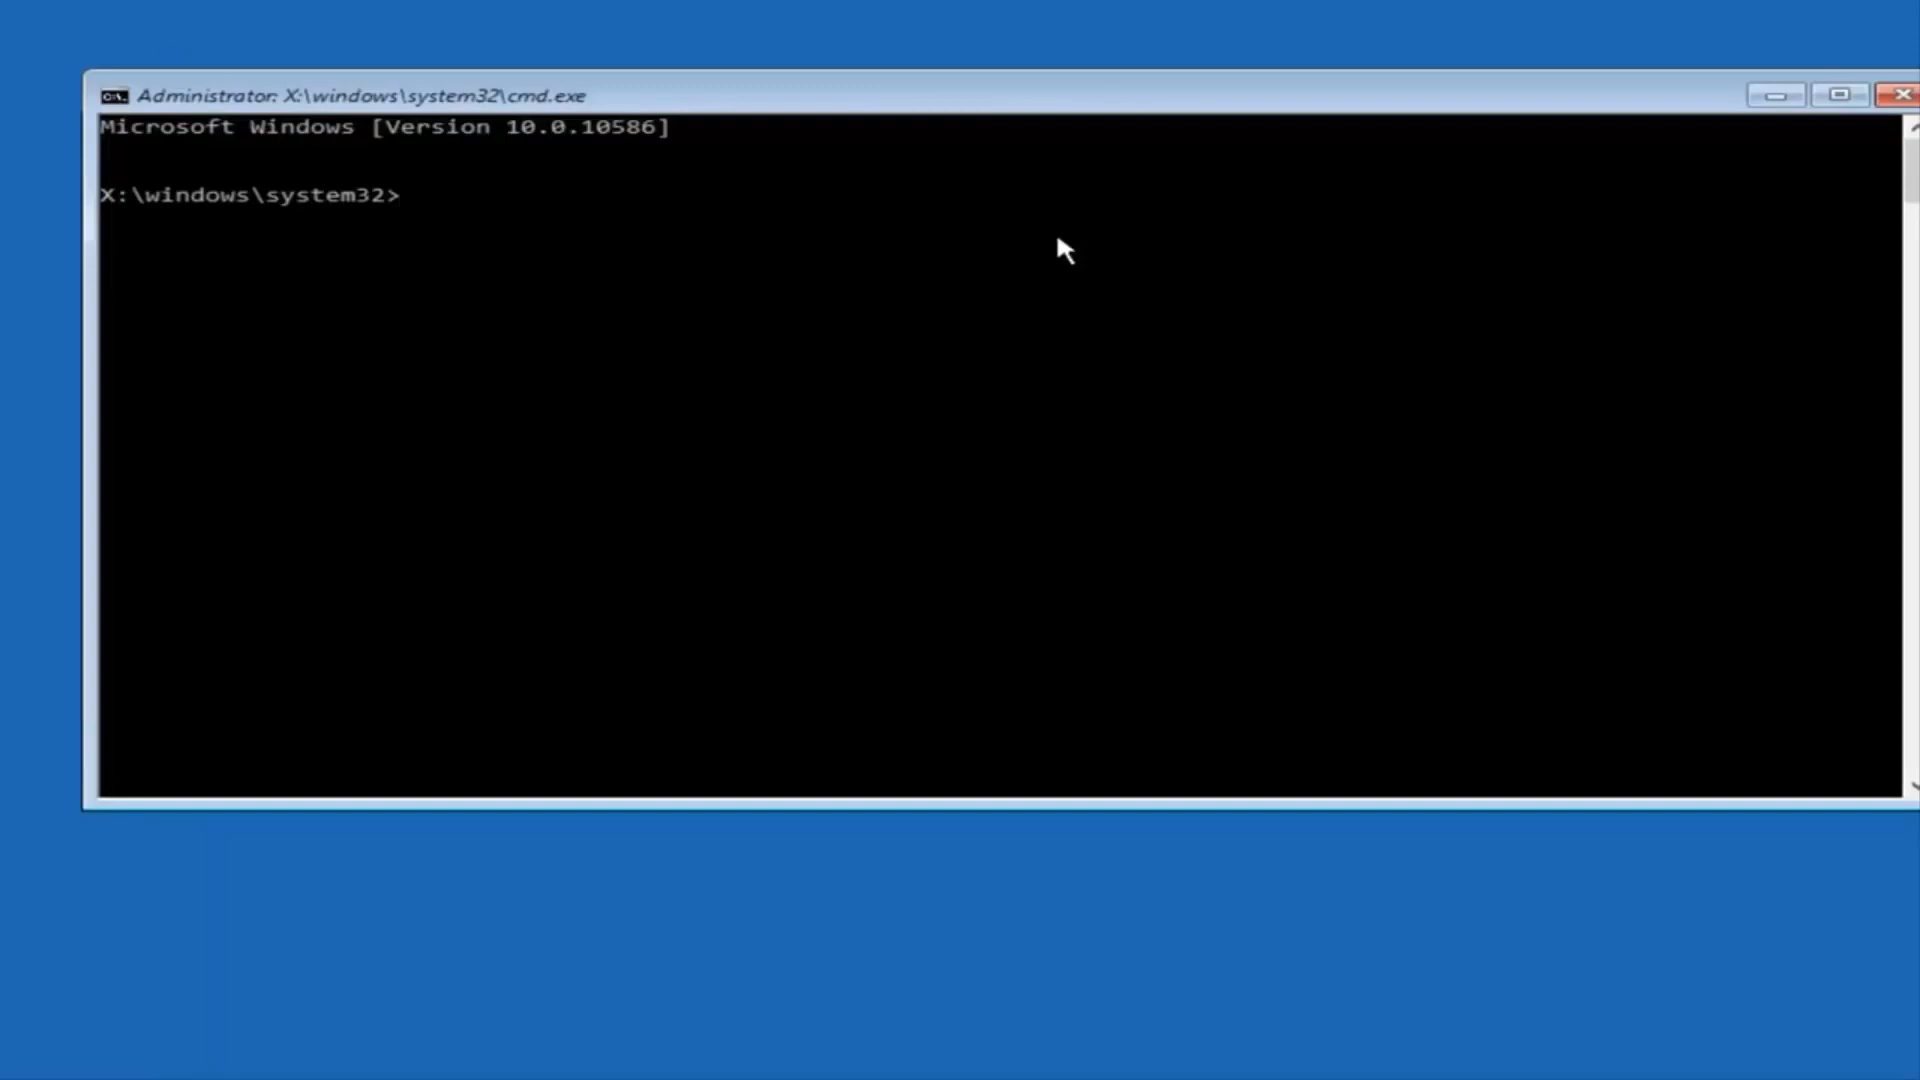 Administrator: X:\windows\system32\cmd.exe
Microsoft Windows [Version 10.0.10586]
X:\windows\system32>